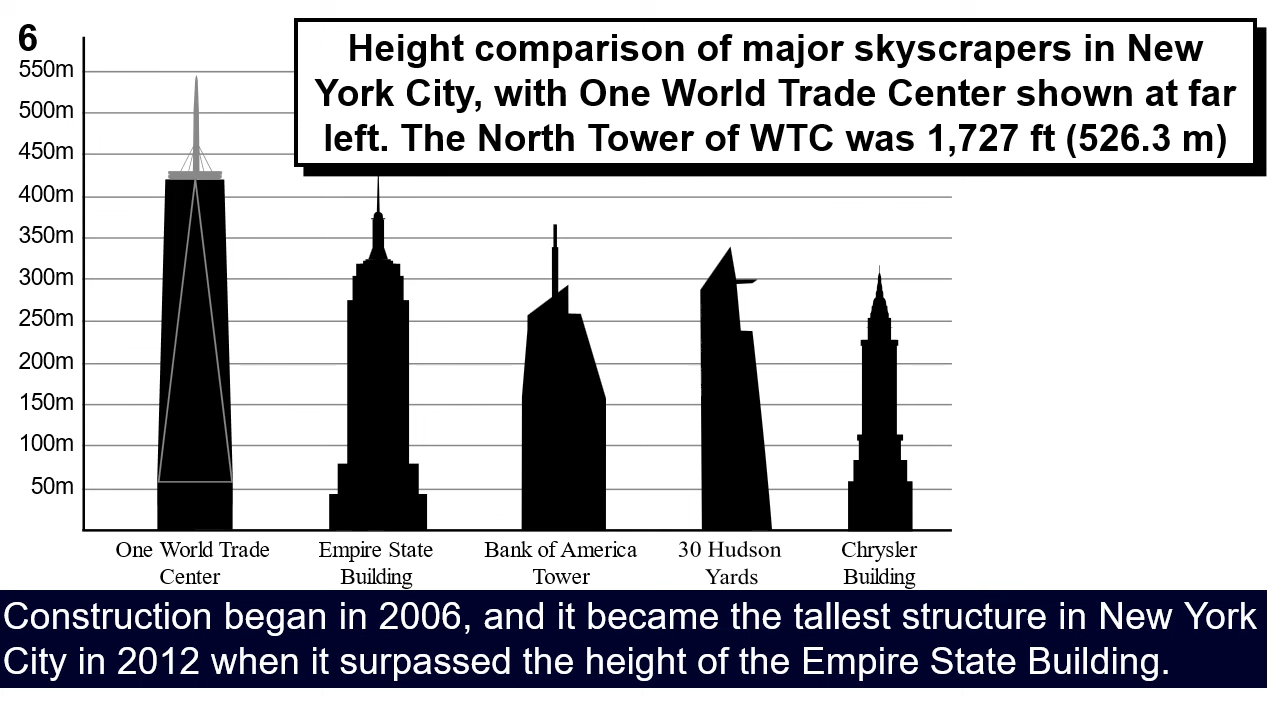 6
Height comparison of major skyscrapers in New
York City, with One World Trade Center shown at far
left. The North Tower of WTC was 1,727 ft (526.3 m)
550m
500m
450m
400m
350m
300m
250m
200m
150m
100m
50m
One World Trade
Center
Empire State
Building
Bank of America
Tower
30 Hudson
Yards
Chrysler
Building
Construction began in 2006, and it became the tallest structure in New York
City in 2012 when it surpassed the height of the Empire State Building.